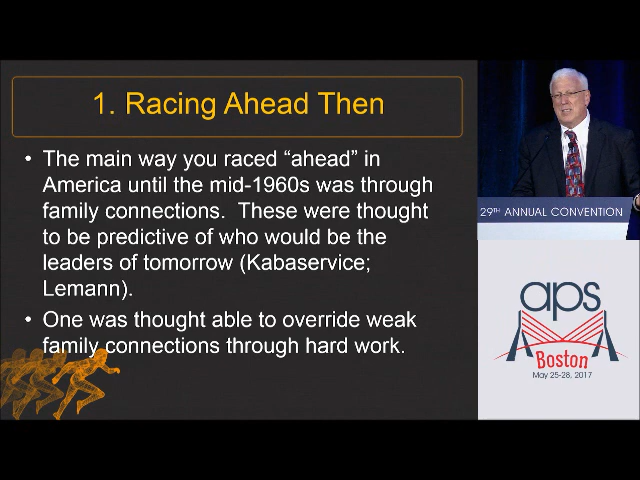 1. Racing Ahead Then
• The main way you raced “ahead” in
America until the mid-1960s was through
family connections.  These were thought
to be predictive of who would be the
leaders of tomorrow (Kabaservice;
Lemann).
• One was thought able to override weak
family connections through hard work.
29TH ANNUAL CONVENTION
aps
Boston
May 25-28, 2017